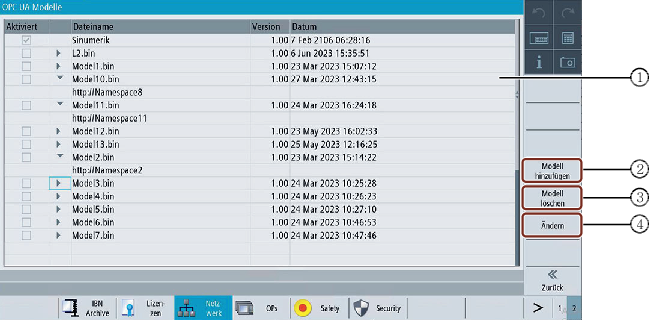 OPC UA Modelle
Aktiviert Dateiname Version Datum
Sinumerik 1.00 7 Feb 2106 06:28:16
L2.bin 1.00 6 Jun 2023 15:35:51
Model1.bin 1.00 23 Mar 2023 15:07:12
Model10.bin 1.00 27 Mar 2023 12:43:15
http://Namespace8
Model11.bin 1.00 24 Mar 2023 16:24:18
http://Namespace11
Model12.bin 1.00 23 May 2023 16:02:33
Model13.bin 1.00 25 May 2023 12:16:25
Model2.bin 1.00 23 Mar 2023 15:14:22
http://Namespace2
Model3.bin 1.00 24 Mar 2023 10:25:28
Model4.bin 1.00 24 Mar 2023 10:26:23
Model5.bin 1.00 24 Mar 2023 10:27:10
Model6.bin 1.00 24 Mar 2023 10:46:53
Model7.bin 1.00 24 Mar 2023 10:47:46
1
Modell
hinzufügen
2
Modell
löschen
3
Ändern
4
Zurück
IBN
Archive
Lizen-
zen
Netz
werk
OPs
Safety
Security
1 2